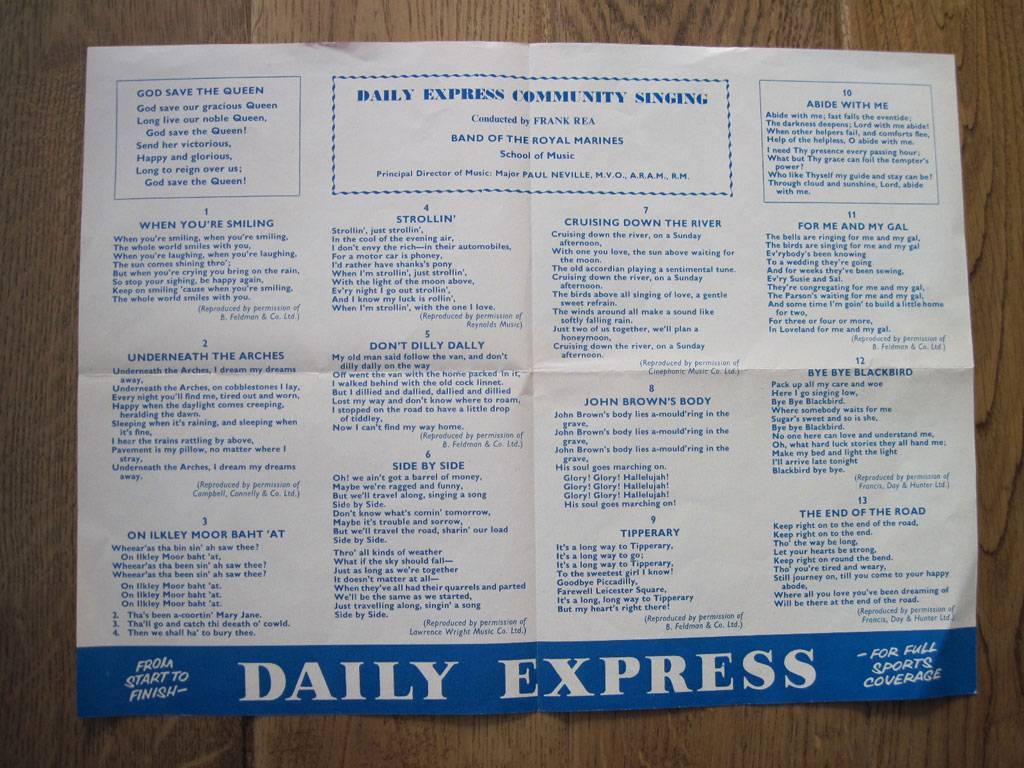 GOD SAVE THE QUEEN
God save our gracious Queen
Long live our noble Queen,
God save the Queen!
Send her victorious,
Happy and glorious,
Long to reign over us;
God save the Queen!
DAILY EXPRESS COMMUNITY SINGING
Conducted by FRANK REA
BAND OF THE ROYAL MARINES
School of Music
Principal Director of Music: Major PAUL NEVILLE, M.V.O., A.R.A.M., R.M.
10
ABIDE WITH ME
Abide with me; fast falls the eventide;
The darkness deepens; Lord with me abide!
When other helpers fail, and comforts flee,
Help of the helpless, O abide with me.
I need Thy presence every passing hour;
What but Thy grace can foil the tempter's
power?
Who like Thyself my guide and stay can be?
Through cloud and sunshine, Lord, abide
with me.
1
WHEN YOU'RE SMILING
When you're smiling, when you're smiling,
The whole world smiles with you,
When you're laughing, when you're laughing,
The sun comes shining thro';
But when you're crying you bring on the rain,
So stop your sighing, be happy again,
Keep on smiling 'cause when you're smiling,
The whole world smiles with you.
(Reproduced by permission of
B. Feldman & Co. Ltd.)
2
UNDERNEATH THE ARCHES
Underneath the Arches, I dream my dreams
away,
Underneath the Arches, on cobblestones I lay,
Every night you'll find me, tired out and worn,
Happy when the daylight comes creeping,
heralding the dawn.
Sleeping when it's raining, and sleeping when
it's fine,
I hear the trains rattling by above,
Pavement is my pillow, no matter where I
stray,
Underneath the Arches, I dream my dreams
away.
(Reproduced by permission of
Campbell, Connelly & Co. Ltd.)
3
ON ILKLEY MOOR BAHT 'AT
Wheear'as tha bin sin' ah saw thee?
On Ilkley Moor baht 'at,
Wheear'as tha been sin' ah saw thee?
Wheear'as tha been sin' ah saw thee?
On Ilkley Moor baht 'at.
On Ilkley Moor baht 'at.
On Ilkley Moor baht 'at.
2. Tha's been a-coortin' Mary Jane.
3. Tha'll go and catch thi deeath o' cowld.
4. Then we shall ha' to bury thee.
4
STROLLIN'
Strollin', just strollin',
In the cool of the evening air,
I don't envy the rich—in their automobiles,
For a motor car is phoney,
I'd rather have shanks's pony
When I'm strollin', just strollin',
With the light of the moon above,
Ev'ry night I go out strollin',
And I know my luck is rollin',
When I'm strollin', with the one I love.
(Reproduced by permission of
Reynolds Music)
5
DON'T DILLY DALLY
My old man said follow the van, and don't
dilly dally on the way
Off went the van with the home packed in it,
I walked behind with the old cock linnet.
But I dillied and dallied, dallied and dillied
Lost my way and don't know where to roam,
I stopped on the road to have a little drop
of tiddley,
Now I can't find my way home.
(Reproduced by permission of
B. Feldman & Co. Ltd.)
6
SIDE BY SIDE
Oh! we ain't got a barrel of money,
Maybe we're ragged and funny,
But we'll travel along, singing a song
Side by Side.
Don't know what's comin' tomorrow,
Maybe it's trouble and sorrow,
But we'll travel the road, sharin' our load
Side by Side.
Thro' all kinds of weather
What if the sky should fall—
Just as long as we're together
It doesn't matter at all—
When they've all had their quarrels and parted
We'll be the same as we started,
Just travelling along, singin' a song
Side by Side.
(Reproduced by permission of
Lawrence Wright Music Co. Ltd.)
7
CRUISING DOWN THE RIVER
Cruising down the river, on a Sunday
afternoon,
With one you love, the sun above waiting for
the moon.
The old accordian playing a sentimental tune.
Cruising down the river, on a Sunday
afternoon.
The birds above all singing of love, a gentle
sweet refrain.
The winds around all make a sound like
softly falling rain.
Just two of us together, we'll plan a
honeymoon,
Cruising down the river, on a Sunday
afternoon.
(Reproduced by permission of
Cinephonic Music Co. Ltd.)
8
JOHN BROWN'S BODY
John Brown's body lies a-mould'ring in the
grave,
John Brown's body lies a-mould'ring in the
grave,
John Brown's body lies a-mould'ring in the
grave,
His soul goes marching on.
Glory! Glory! Hallelujah!
Glory! Glory! Hallelujah!
Glory! Glory! Hallelujah!
His soul goes marching on!
9
TIPPERARY
It's a long way to Tipperary,
It's a long way to go;
It's a long way to Tipperary,
To the sweetest girl I know!
Goodbye Piccadilly,
Farewell Leicester Square,
It's a long, long way to Tipperary
But my heart's right there!
(Reproduced by permission of
B. Feldman & Co. Ltd.)
11
FOR ME AND MY GAL
The bells are ringing for me and my gal,
The birds are singing for me and my gal
Ev'rybody's been knowing
To a wedding they're going
And for weeks they've been sewing,
Ev'ry Susie and Sal.
They're congregating for me and my gal,
The Parson's waiting for me and my gal,
And some time I'm goin' to build a little home
for two,
For three or four or more,
In Loveland for me and my gal.
(Reproduced by permission of
B. Feldman & Co. Ltd.)
12
BYE BYE BLACKBIRD
Pack up all my care and woe
Here I go singing low,
Bye Bye Blackbird.
Where somebody waits for me
Sugar's sweet and so is she,
Bye bye Blackbird.
No one here can love and understand me,
Oh, what hard luck stories they all hand me;
Make my bed and light the light
I'll arrive late tonight
Blackbird bye bye.
(Reproduced by permission of
Francis, Day & Hunter Ltd.)
13
THE END OF THE ROAD
Keep right on to the end of the road,
Keep right on to the end.
Tho' the way be long,
Let your hearts be strong,
Keep right on round the bend.
Tho' you're tired and weary,
Still journey on, till you come to your happy
abode,
Where all you love you've been dreaming of
Will be there at the end of the road.
(Reproduced by permission of
Francis, Day & Hunter Ltd.)
FROM
START TO
FINISH—
DAILY EXPRESS
—FOR FULL
SPORTS
COVERAGE